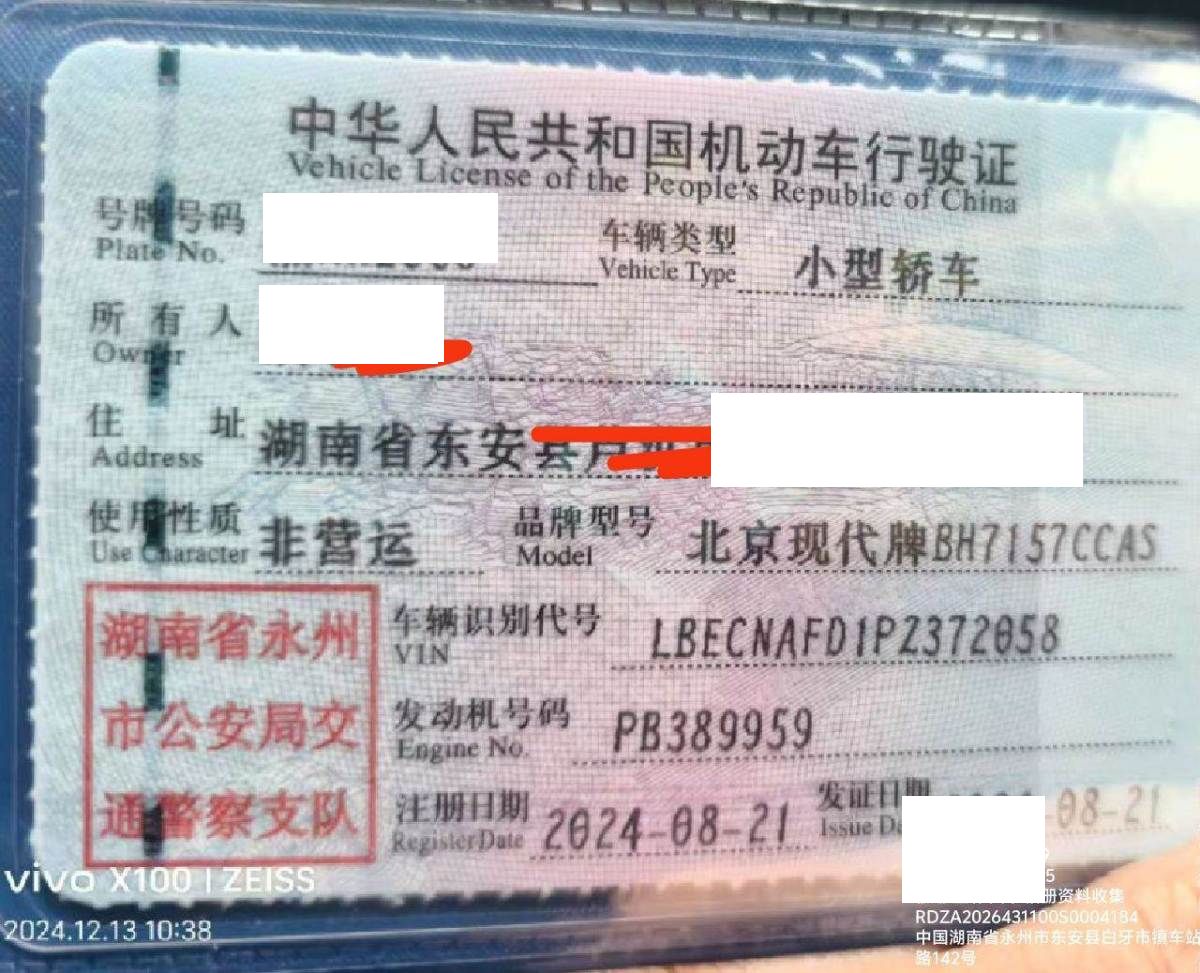 中华人民共和国机动车行驶证
Vehicle License of the People's Republic of China
号牌号码
Plate No.
车辆类型 小型轿车
Vehicle Type
所有人
Owner
住址 湖南省东安县
Address
使用性质 非营运
Use Character
品牌型号 北京现代牌BH7157CCAS
Model
湖南省永州
市公安局交
通警察支队
车辆识别代号 LBECNAFD1PZ372058
VIN
发动机号码 PB389959
Engine No.
注册日期 2024-08-21
Register Date
发证日期 -08-21
Issue Da
vivo X100 | ZEISS
2024.12.13 10:38
5
册资料收集
RDZA2026431100S0004184
中国湖南省永州市东安县白牙市镇车站
路142号